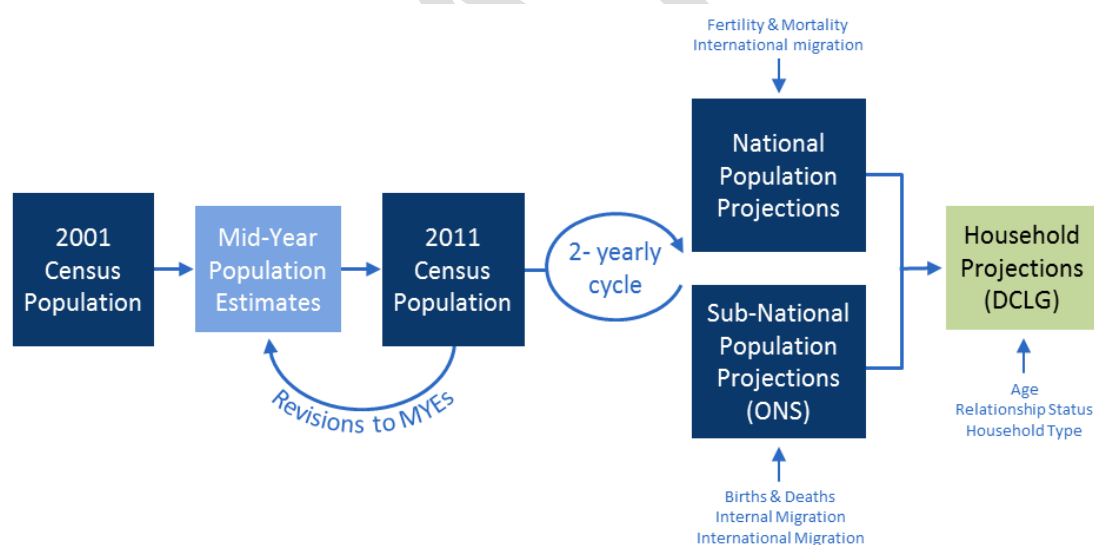 Fertility & Mortality
International migration
National
Population
Projections
2001
Census
Population
Mid-Year
Population
Estimates
2011
Census
Population
2- yearly
cycle
Household
Projections
(DCLG)
Sub-National
Population
Projections
(ONS)
Revisions to MYEs
Age
Relationship Status
Household Type
Births & Deaths
Internal Migration
International Migration